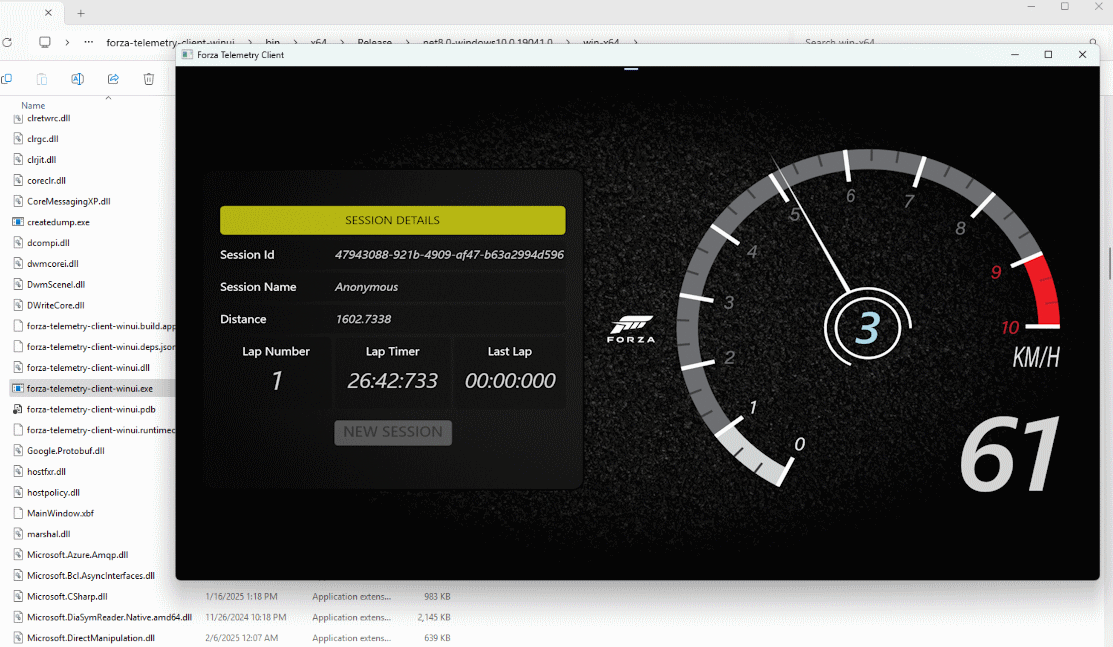 forza-telemetry-client-winui > bin > x64 > Release > net8.0-windows10.0.19041.0 > win-x64 >
Search win-x64
Forza Telemetry Client
Name
clretwrc.dll
clrgc.dll
clrjit.dll
coreclr.dll
CoreMessagingXP.dll
createdump.exe
dcompi.dll
dwmcorei.dll
DwmScenei.dll
DWriteCore.dll
forza-telemetry-client-winui.build.app
forza-telemetry-client-winui.deps.json
forza-telemetry-client-winui.dll
forza-telemetry-client-winui.exe
forza-telemetry-client-winui.pdb
forza-telemetry-client-winui.runtimec
Google.Protobuf.dll
hostfxr.dll
hostpolicy.dll
MainWindow.xbf
marshal.dll
Microsoft.Azure.Amqp.dll
Microsoft.Bcl.AsyncInterfaces.dll
Microsoft.CSharp.dll 1/16/2025 1:18 PM Application extens... 983 KB
Microsoft.DiaSymReader.Native.amd64.dll 11/26/2024 10:18 PM Application extens... 2,145 KB
Microsoft.DirectManipulation.dll 2/6/2025 12:07 AM Application extens... 639 KB
SESSION DETAILS
Session Id 47943088-921b-4909-af47-b63a2994d596
Session Name Anonymous
Distance 1602.7338
Lap Number Lap Timer Last Lap
1 26:42:733 00:00:000
NEW SESSION
FORZA
0
1
2
3
4
5
6
7
8
9
10
3
KM/H
61